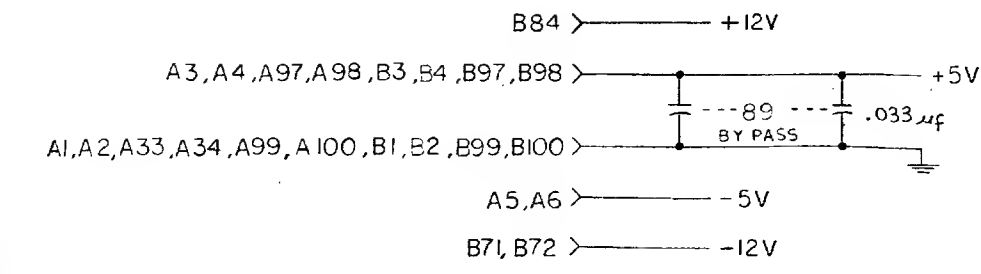 B84 +12V
A3,A4,A97,A98,B3,B4,B97,B98 +5V
---89--- .033 µf
BY PASS
A1,A2,A33,A34,A99,A100,B1,B2,B99,B100
A5,A6 -5V
B71,B72 -12V